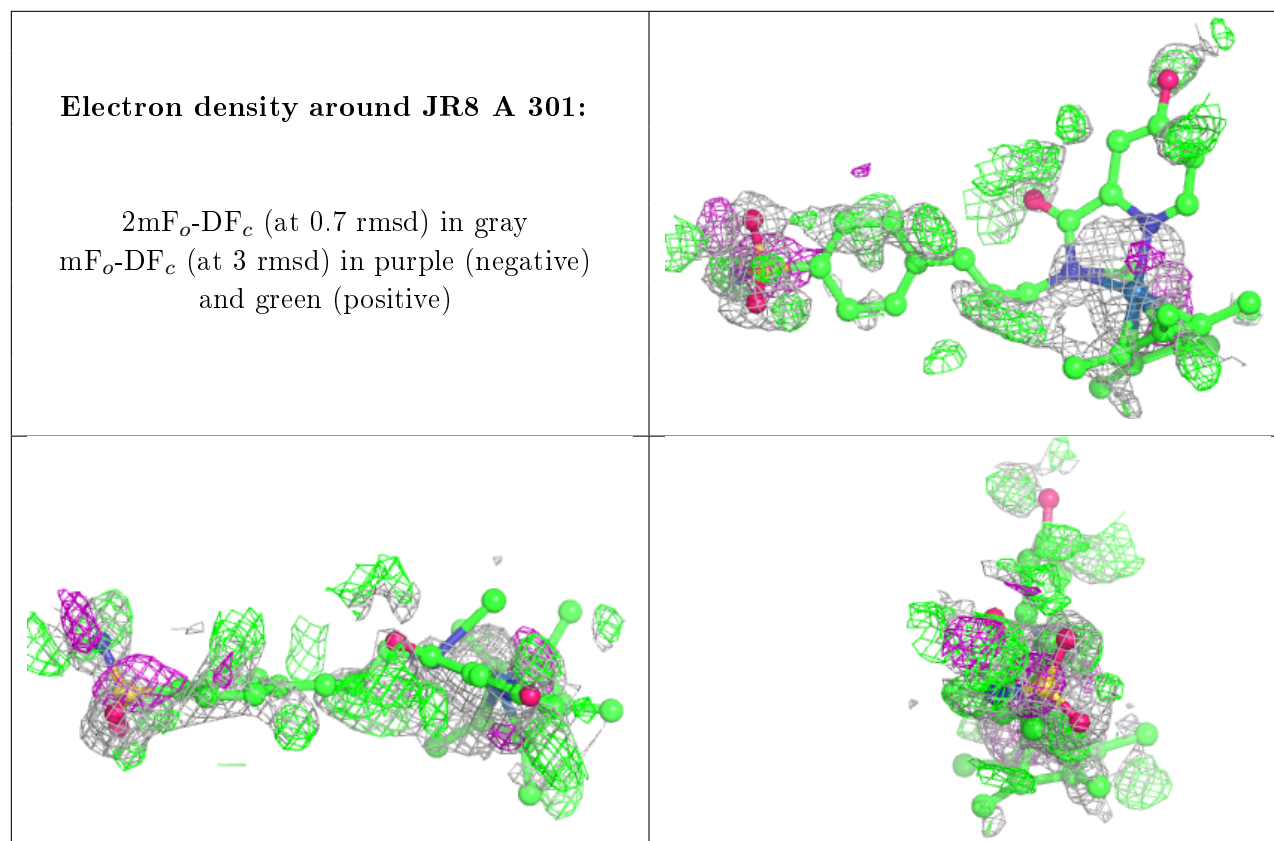 Electron density around JR8 A 301:
2mFo-DFc (at 0.7 rmsd) in gray
mFo-DFc (at 3 rmsd) in purple (negative)
and green (positive)